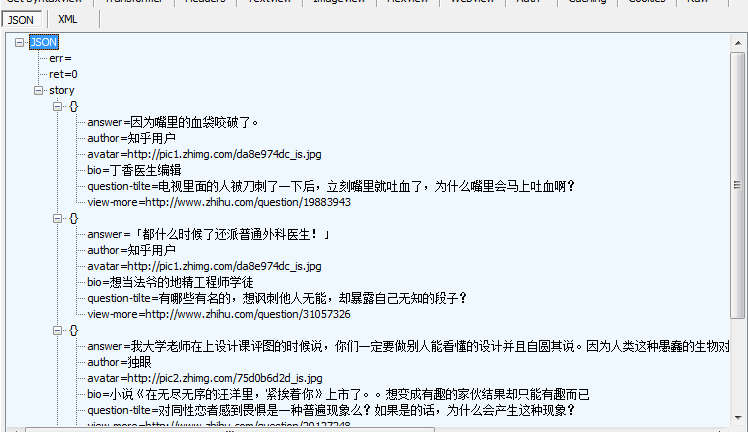 Get SyntaxView Transformer Headers TextView ImageView HexView WebView Auth Caching Cookies Raw
JSON XML
JSON
err=
ret=0
story
{}
answer=因为嘴里的血袋咬破了。
author=知乎用户
avatar=http://pic1.zhimg.com/da8e974dc_is.jpg
bio=丁香医生编辑
question-tilte=电视里面的人被刀刺了一下后，立刻嘴里就吐血了，为什么嘴里会马上吐血啊？
view-more=http://www.zhihu.com/question/19883943
{}
answer=「都什么时候了还派普通外科医生！」
author=知乎用户
avatar=http://pic1.zhimg.com/da8e974dc_is.jpg
bio=想当法爷的地精工程师学徒
question-tilte=有哪些有名的，想讽刺他人无能，却暴露自己无知的段子？
view-more=http://www.zhihu.com/question/31057326
{}
answer=我大学老师在上设计课评图的时候说，你们一定要做别人能看懂的设计并且自圆其说。因为人类这种愚蠢的生物对
author=独眼
avatar=http://pic2.zhimg.com/75d0b6d2d_is.jpg
bio=小说《在无尽无序的汪洋里，紧挨着你》上市了。。想变成有趣的家伙结果却只能有趣而已
question-tilte=对同性恋者感到畏惧是一种普遍现象么？如果是的话，为什么会产生这种现象？
view-more=http://www.zhihu.com/question/20127248